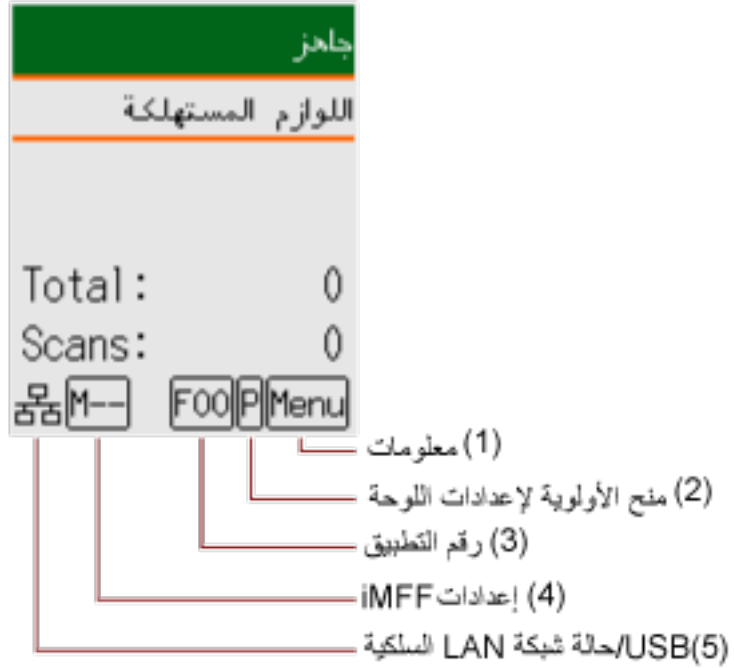 جاهز
اللوازم المستهلكة
Total: 0
Scans: 0
M-- F00 P Menu
(1) معلومات
(2) منح الأولوية لإعدادات اللوحة
(3) رقم التطبيق
(4) إعدادات iMFF
(5)USB/حالة شبكة LAN السلكية